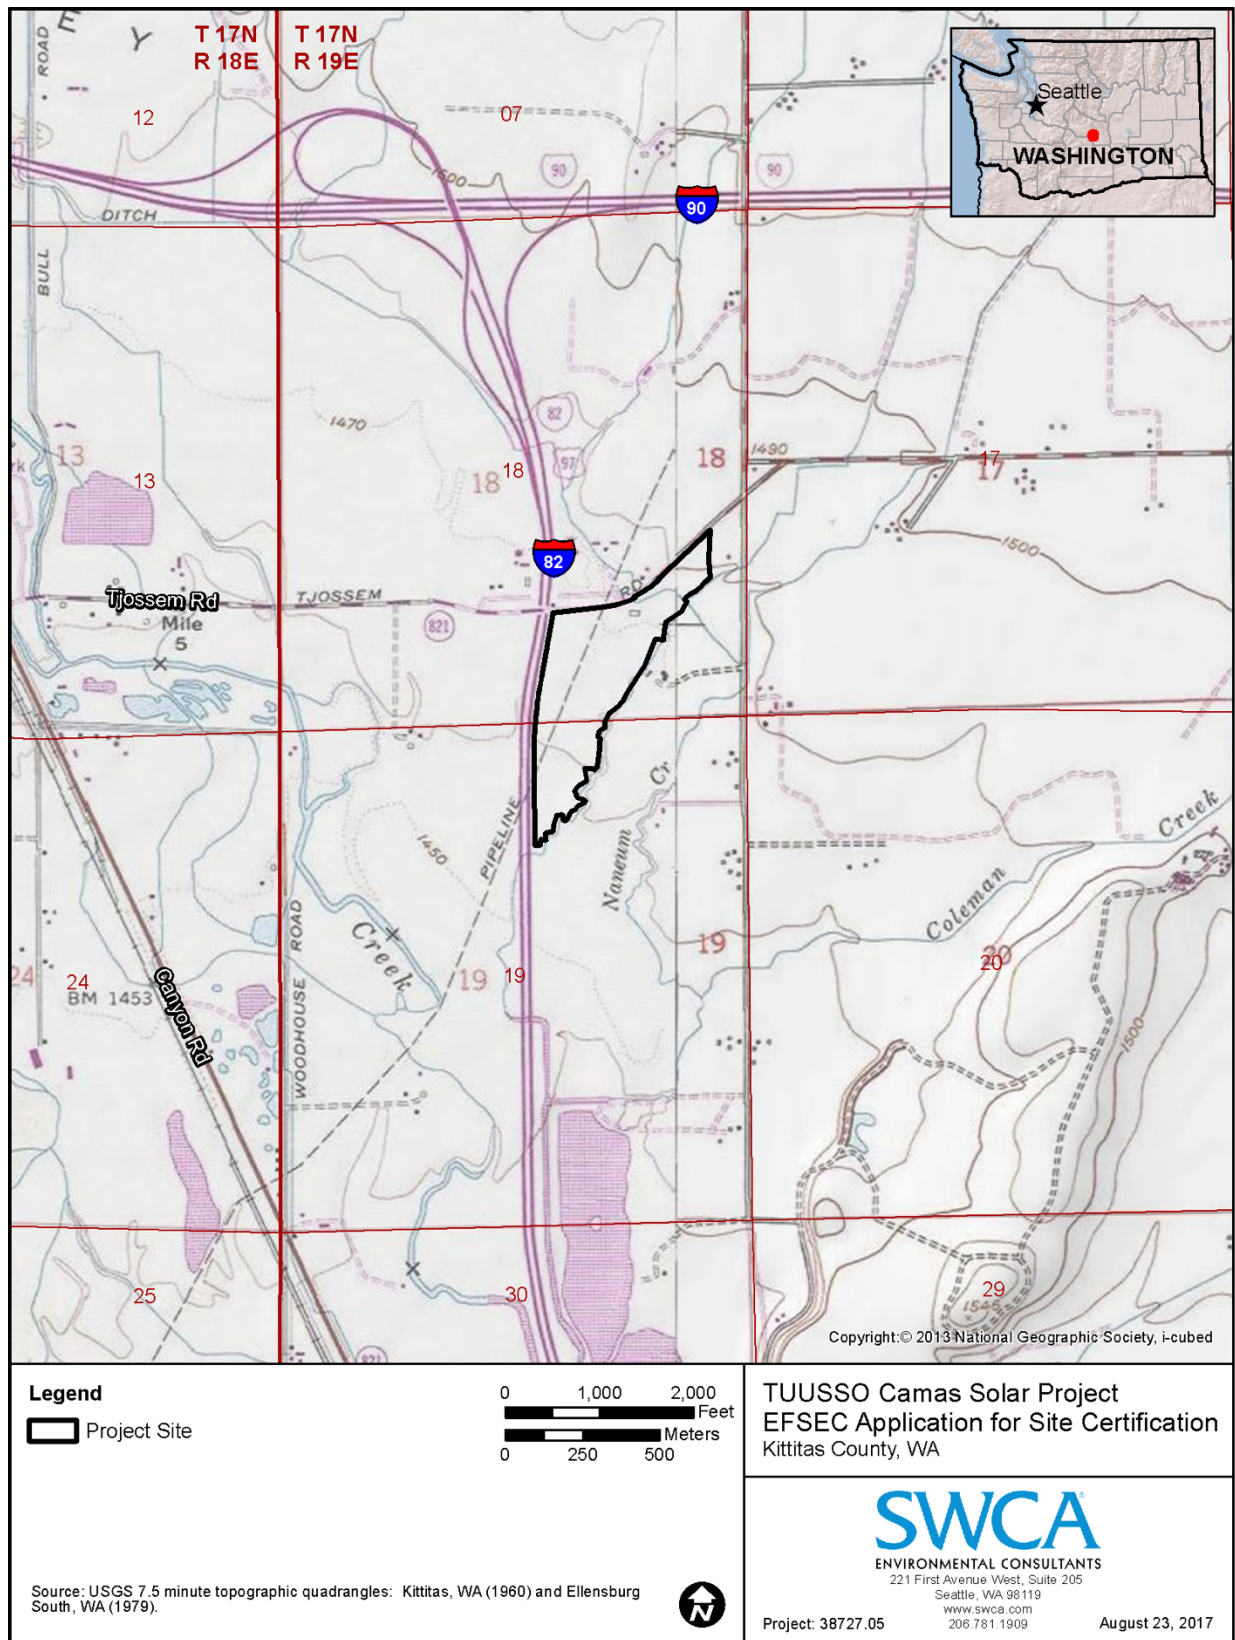 T 17N
R 18E
T 17N
R 19E
ROAD
E
Y
12
07
Seattle
WASHINGTON
1500
90
90
90
DITCH
BULL
18
1470
82
97
13
13
18
18
18
1490
17
17
82
1500
Tjossem Rd
TJOSSEM
RD
Mile
5
821
PIPELINE
1450
Naneum Cr
Coleman Creek
Creek
WOODHOUSE ROAD
24
24
BM 1453
Canyon Rd
19
19
19
20
20
1500
25
30
29
1546
821
Copyright:© 2013 National Geographic Society, i-cubed
Legend
Project Site
0 1,000 2,000
Feet
Meters
0 250 500
Source: USGS 7.5 minute topographic quadrangles: Kittitas, WA (1960) and Ellensburg
South, WA (1979).
N
TUUSSO Camas Solar Project
EFSEC Application for Site Certification
Kittitas County, WA
SWCA
ENVIRONMENTAL CONSULTANTS
221 First Avenue West, Suite 205
Seattle, WA 98119
www.swca.com
206.781.1909
Project: 38727.05
August 23, 2017